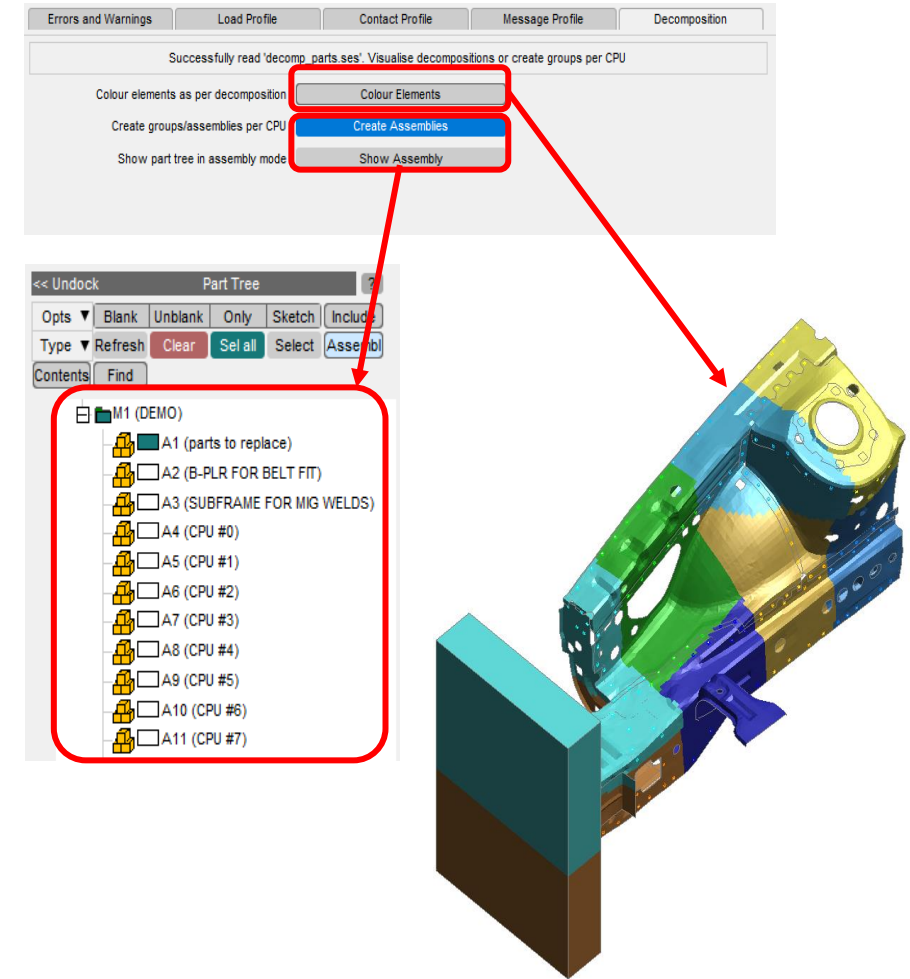 Errors and Warnings Load Profile Contact Profile Message Profile Decomposition
Successfully read 'decomp_parts.ses'. Visualise decompositions or create groups per CPU
Colour elements as per decomposition Colour Elements
Create groups/assemblies per CPU Create Assemblies
Show part tree in assembly mode Show Assembly
<< Undock Part Tree ?
Opts ▼ Blank Unblank Only Sketch Include
Type ▼ Refresh Clear Sel all Select Assembl
Contents Find
M1 (DEMO)
A1 (parts to replace)
A2 (B-PLR FOR BELT FIT)
A3 (SUBFRAME FOR MIG WELDS)
A4 (CPU #0)
A5 (CPU #1)
A6 (CPU #2)
A7 (CPU #3)
A8 (CPU #4)
A9 (CPU #5)
A10 (CPU #6)
A11 (CPU #7)